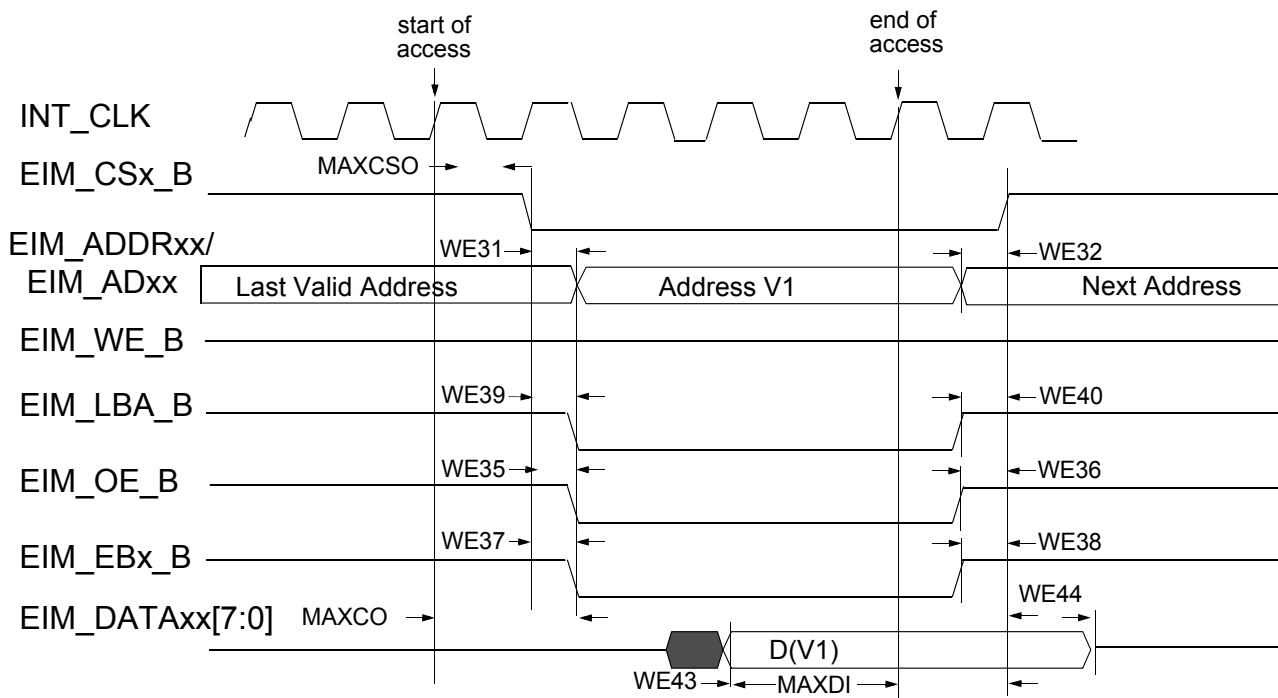 start of
access
end of
access
INT_CLK
MAXCSO
EIM_CSx_B
EIM_ADDRxx/
EIM_ADxx
WE31
WE32
Last Valid Address
Address V1
Next Address
EIM_WE_B
WE39
WE40
EIM_LBA_B
WE35
WE36
EIM_OE_B
WE37
WE38
EIM_EBx_B
WE44
EIM_DATAxx[7:0]
MAXCO
D(V1)
WE43
MAXDI